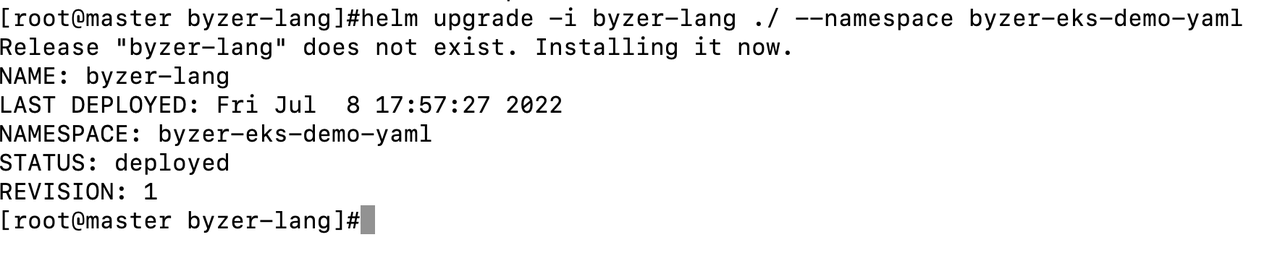 [root@master byzer-lang]#helm upgrade -i byzer-lang ./ --namespace byzer-eks-demo-yaml
Release "byzer-lang" does not exist. Installing it now.
NAME: byzer-lang
LAST DEPLOYED: Fri Jul  8 17:57:27 2022
NAMESPACE: byzer-eks-demo-yaml
STATUS: deployed
REVISION: 1
[root@master byzer-lang]#